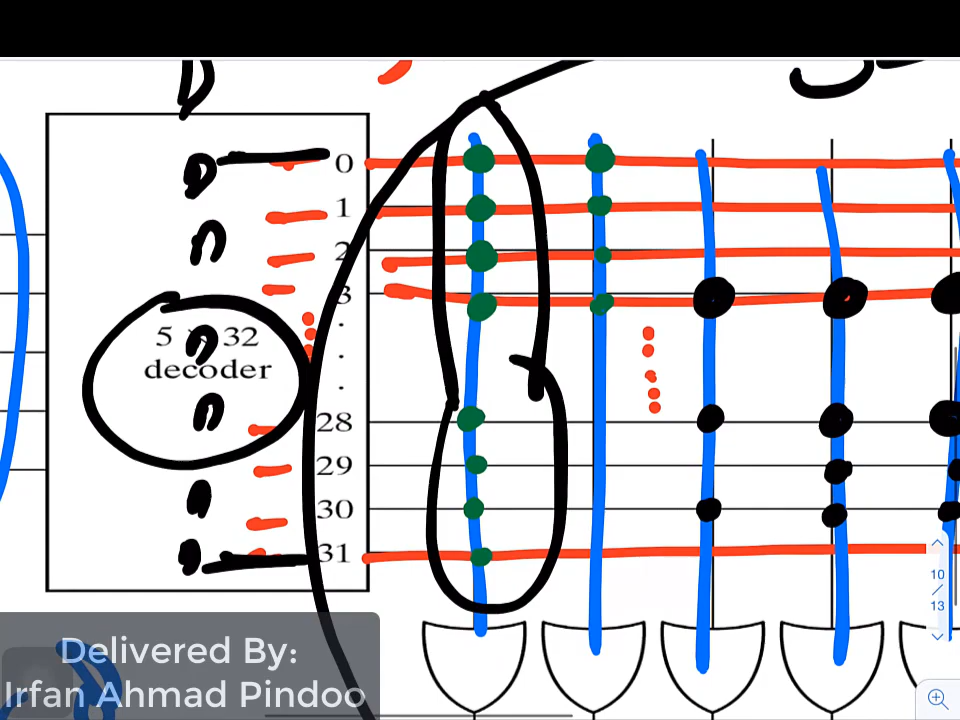 0
1
2
3
5 × 32
decoder
28
29
30
31
10
/
13
Delivered By:
Irfan Ahmad Pindoo